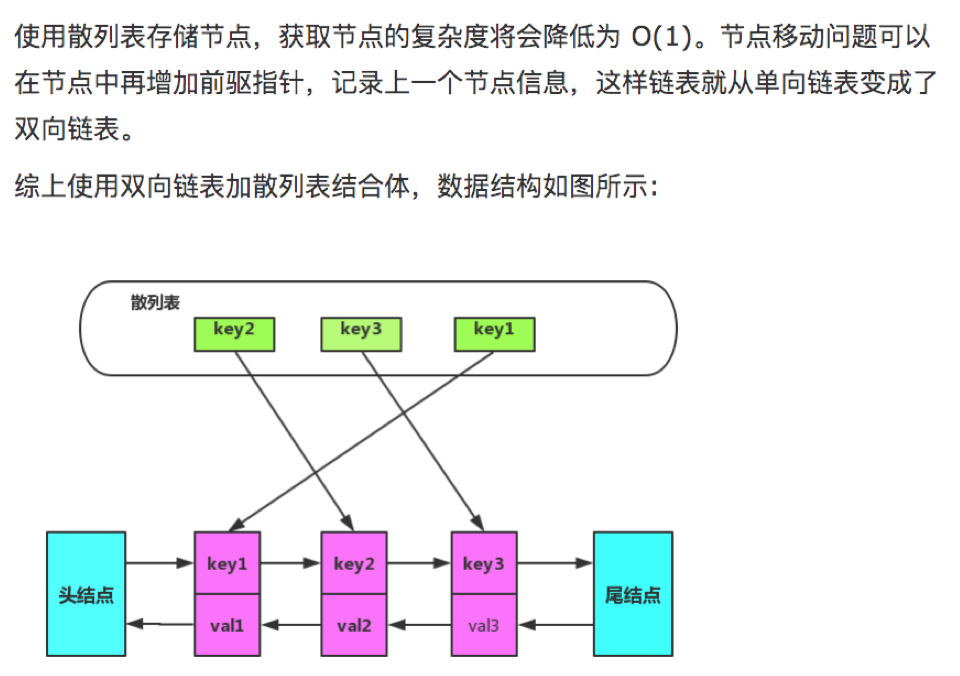 使用散列表存储节点，获取节点的复杂度将会降低为 O(1)。节点移动问题可以
在节点中再增加前驱指针，记录上一个节点信息，这样链表就从单向链表变成了
双向链表。
综上使用双向链表加散列表结合体，数据结构如图所示：
散列表
key2 key3 key1
头结点 key1 key2 key3 尾结点
val1 val2 val3